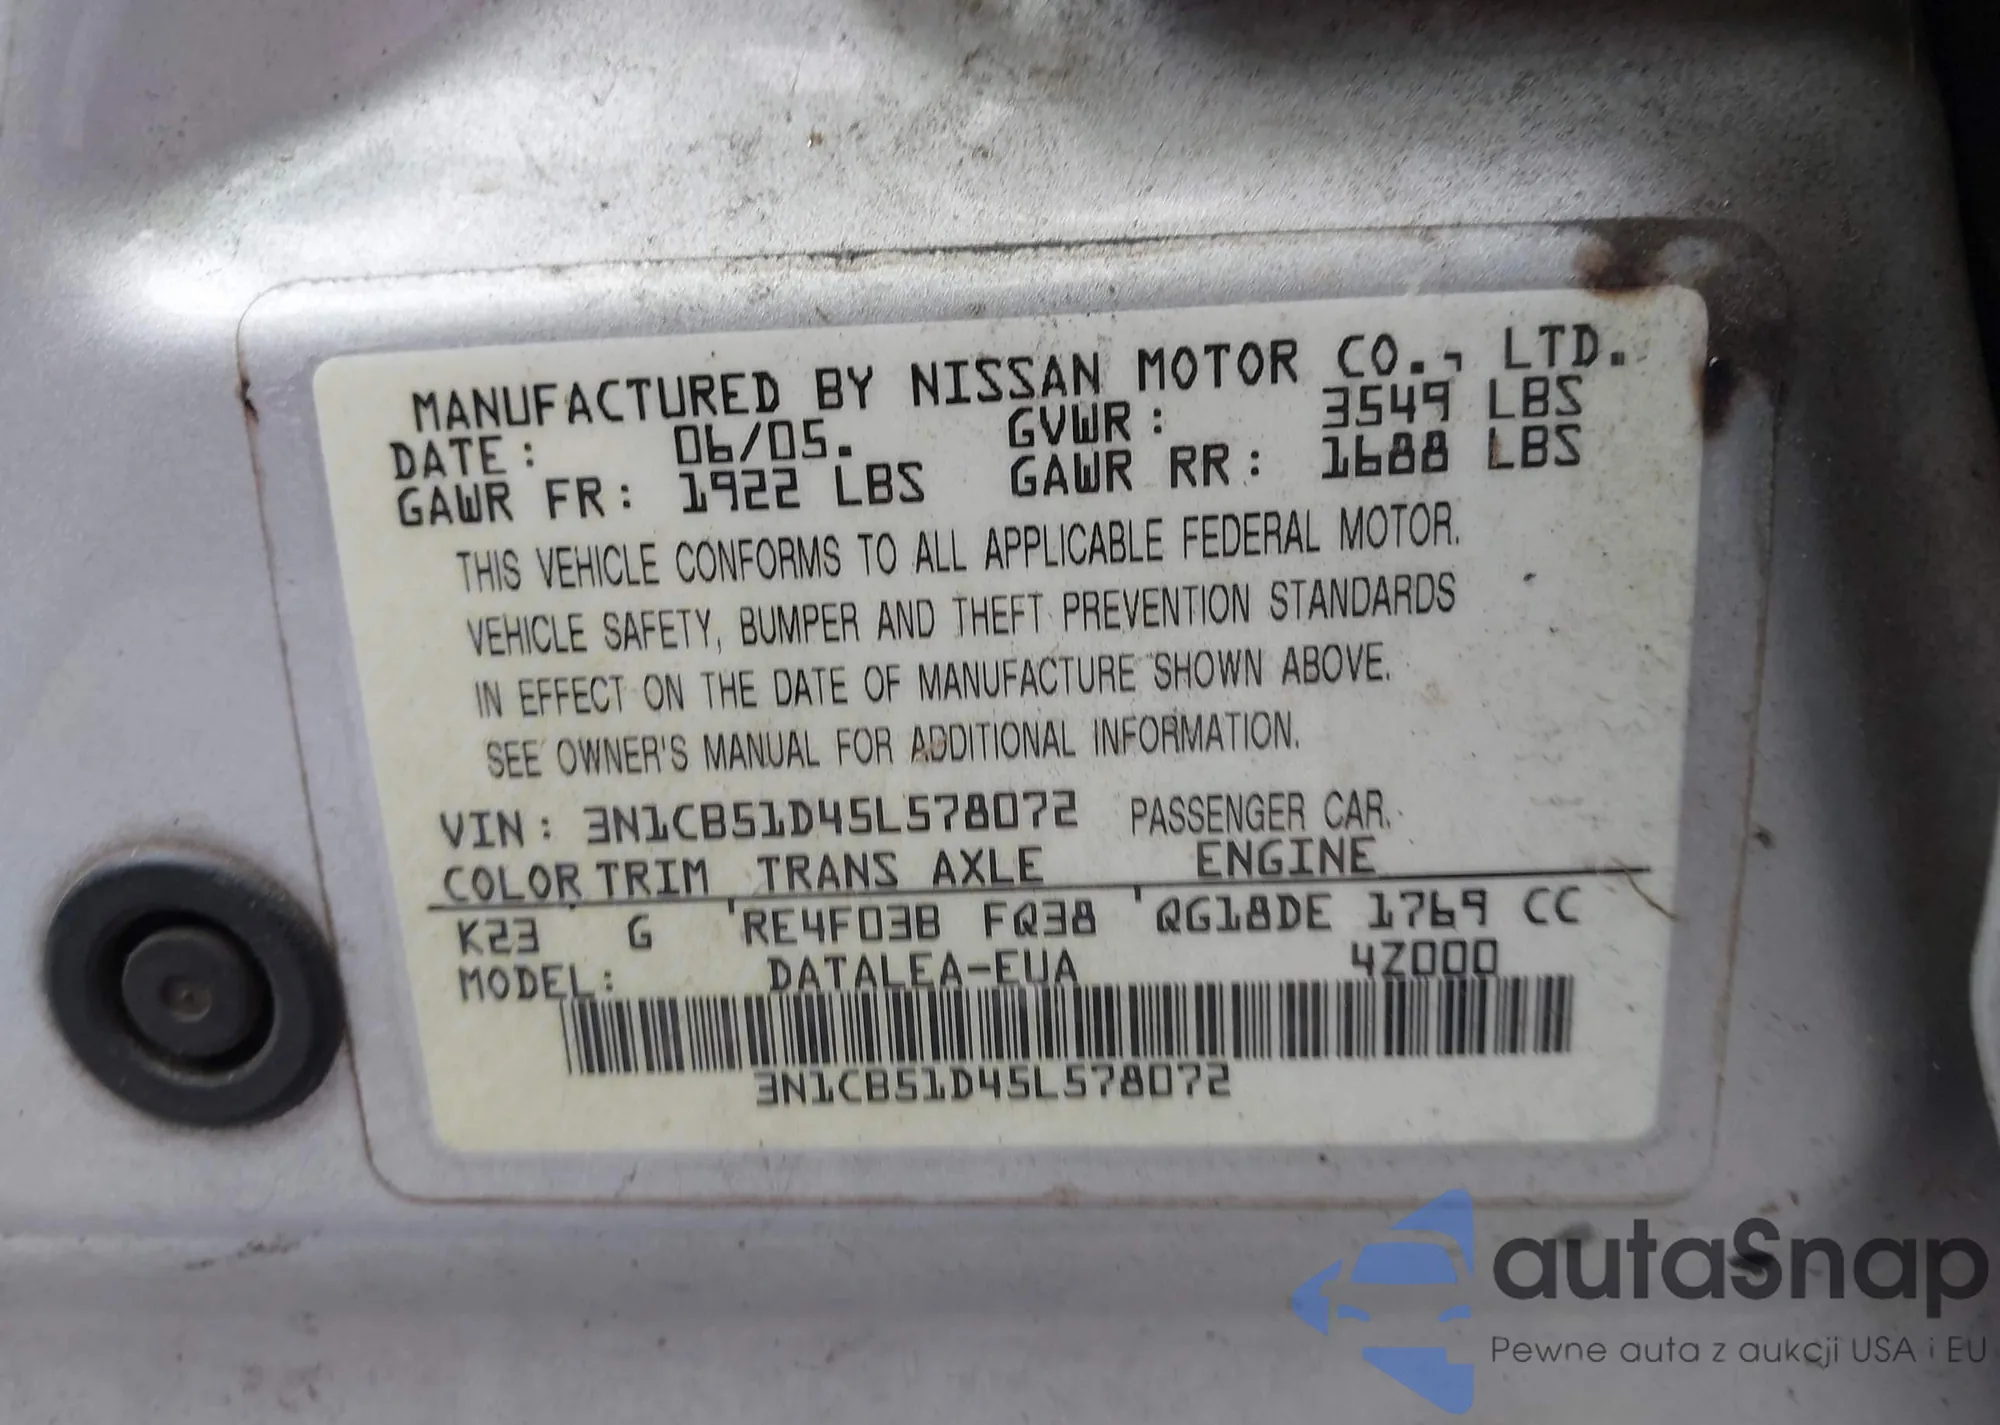 MANUFACTURED BY NISSAN MOTOR CO., LTD.
DATE: 06/05. GVWR: 3549 LBS
GAWR FR: 1922 LBS GAWR RR: 1688 LBS
THIS VEHICLE CONFORMS TO ALL APPLICABLE FEDERAL MOTOR
VEHICLE SAFETY, BUMPER AND THEFT PREVENTION STANDARDS
IN EFFECT ON THE DATE OF MANUFACTURE SHOWN ABOVE.
SEE OWNER'S MANUAL FOR ADDITIONAL INFORMATION.
VIN: 3N1CB51D45L578072 PASSENGER CAR.
COLOR TRIM TRANS AXLE ENGINE
K23 G RE4F03B FQ38 QG18DE 1769 CC
MODEL: DATALEA-EUA 4Z000
3N1CB51D45L578072
autaSnap
Pewne auta z aukcji USA i EU